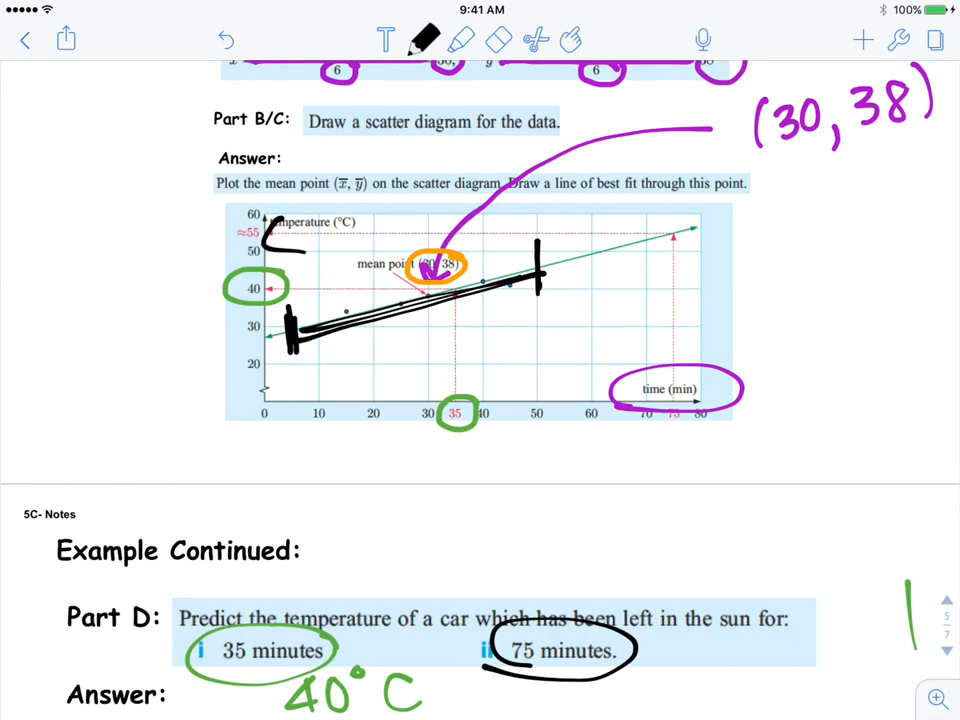 9:41 AM
100%
T
6
6
(30, 38)
Part B/C: Draw a scatter diagram for the data.
Answer:
Plot the mean point (x̅, y̅) on the scatter diagram. Draw a line of best fit through this point.
60
temperature (°C)
≈55
50
mean point (30, 38)
40
30
20
time (min)
0 10 20 30 35 40 50 60 70 75 80
5C- Notes
Example Continued:
Part D: Predict the temperature of a car which has been left in the sun for:
i 35 minutes ii 75 minutes.
Answer: 40° C
5
7